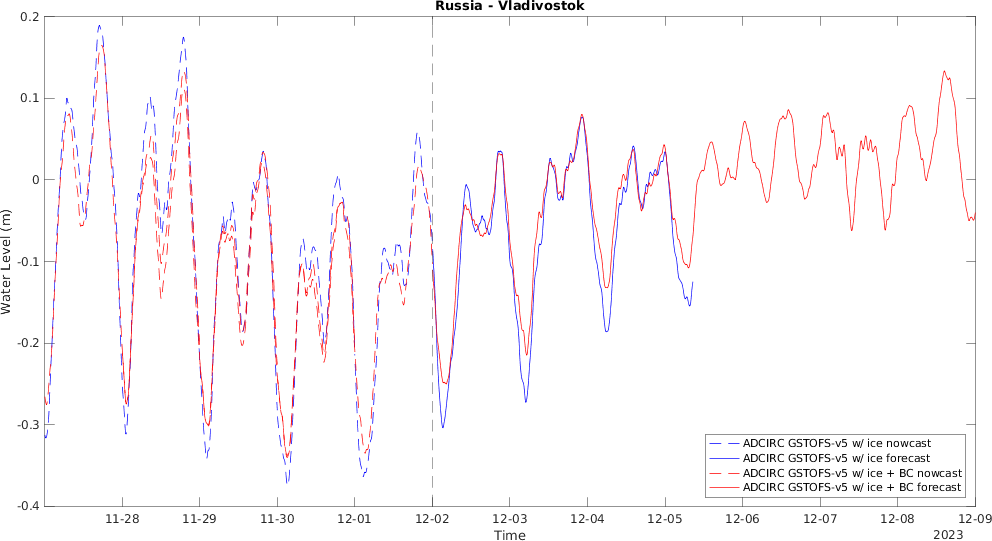 Russia - Vladivostok
0.2
0.1
0
-0.1
-0.2
-0.3
-0.4
Water Level (m)
11-28 11-29 11-30 12-01 12-02 12-03 12-04 12-05 12-06 12-07 12-08 12-09
Time
2023
ADCIRC GSTOFS-v5 w/ ice nowcast
ADCIRC GSTOFS-v5 w/ ice forecast
ADCIRC GSTOFS-v5 w/ ice + BC nowcast
ADCIRC GSTOFS-v5 w/ ice + BC forecast